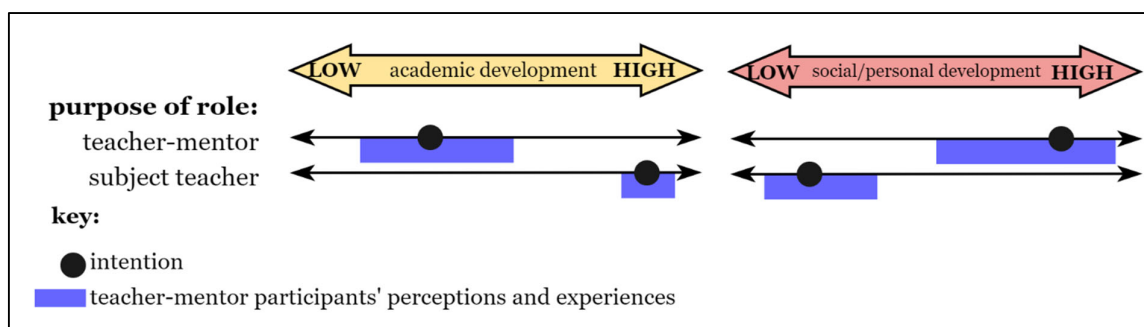 LOW academic development HIGH
LOW social/personal development HIGH
purpose of role:
teacher-mentor
subject teacher
key:
intention
teacher-mentor participants' perceptions and experiences